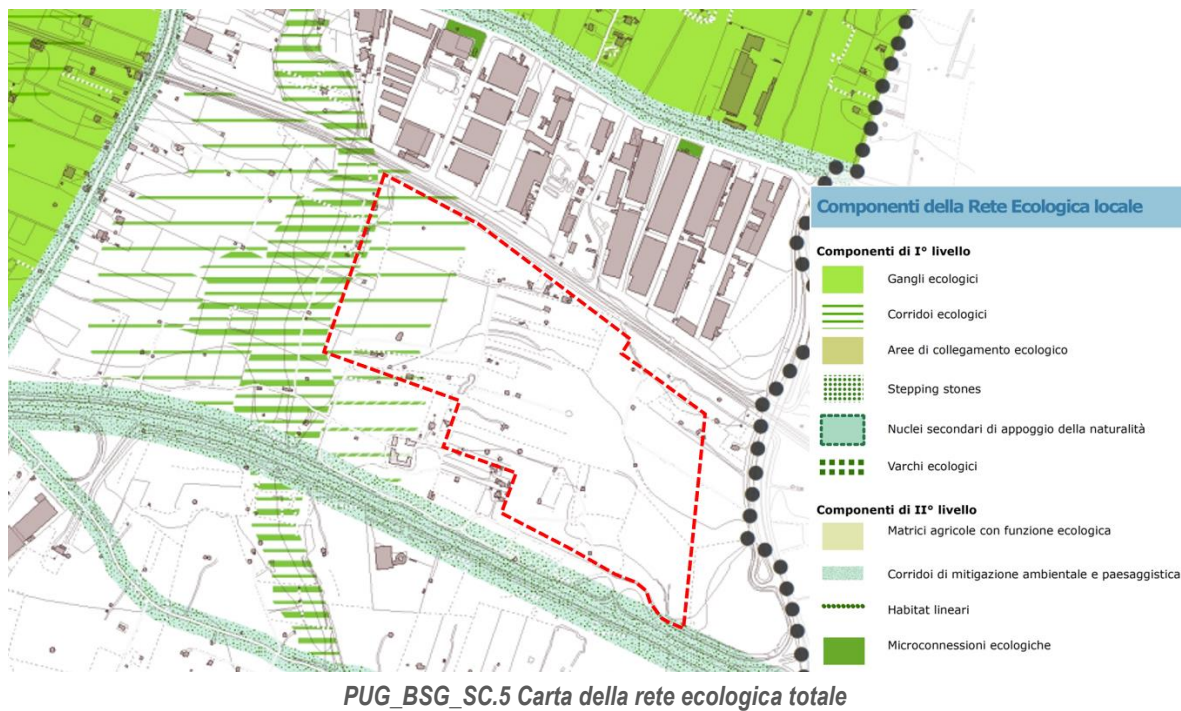 Componenti della Rete Ecologica locale
Componenti di I° livello
Gangli ecologici
Corridoi ecologici
Aree di collegamento ecologico
Stepping stones
Nuclei secondari di appoggio della naturalità
Varchi ecologici
Componenti di II° livello
Matrici agricole con funzione ecologica
Corridoi di mitigazione ambientale e paesaggistica
Habitat lineari
Microconnessioni ecologiche
PUG_BSG_SC.5 Carta della rete ecologica totale